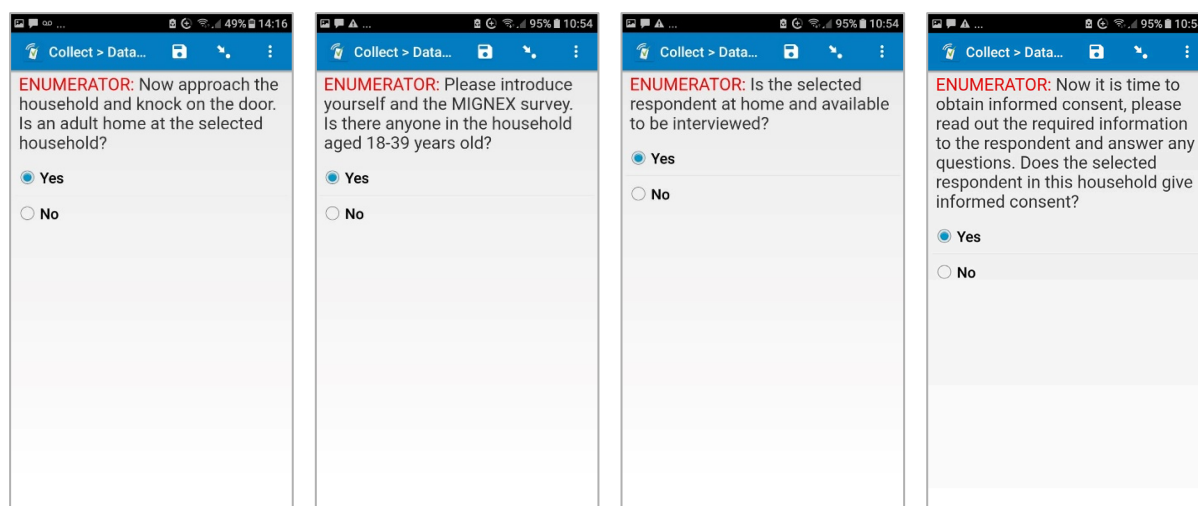 ... 49% 14:16
Collect > Data...
ENUMERATOR: Now approach the
household and knock on the door.
Is an adult home at the selected
household?
Yes
No
... 95% 10:54
Collect > Data...
ENUMERATOR: Please introduce
yourself and the MIGNEX survey.
Is there anyone in the household
aged 18-39 years old?
Yes
No
... 95% 10:54
Collect > Data...
ENUMERATOR: Is the selected
respondent at home and available
to be interviewed?
Yes
No
... 95% 10:5
Collect > Data...
ENUMERATOR: Now it is time to
obtain informed consent, please
read out the required information
to the respondent and answer any
questions. Does the selected
respondent in this household give
informed consent?
Yes
No